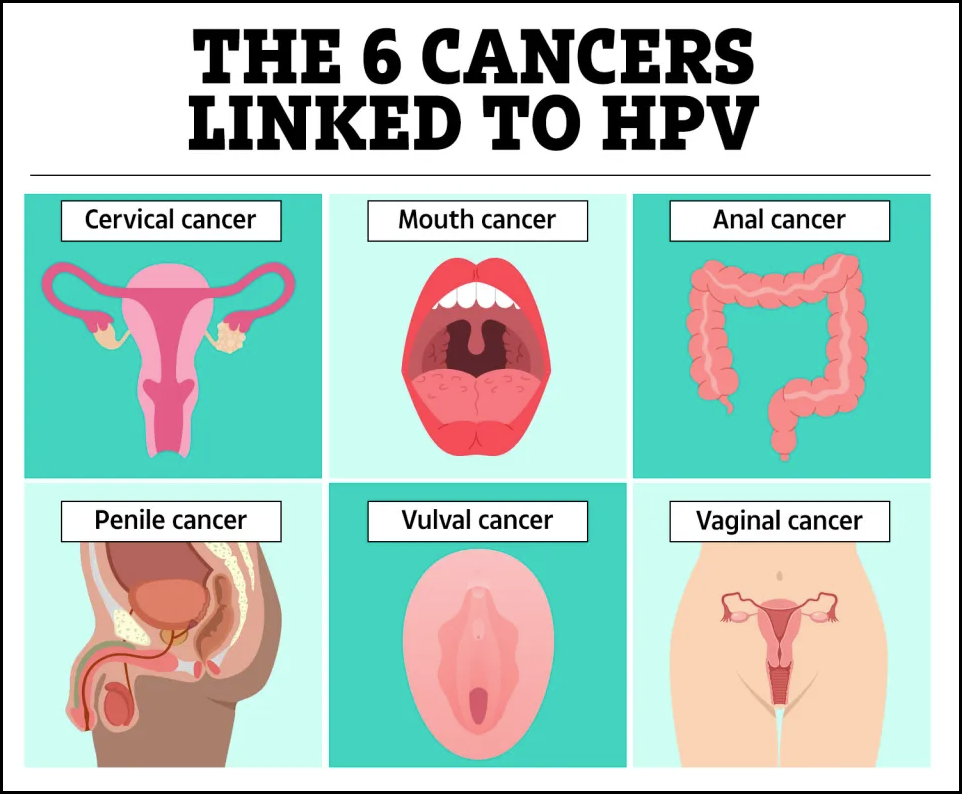 THE 6 CANCERS
LINKED TO HPV
Cervical cancer
Mouth cancer
Anal cancer
Penile cancer
Vulval cancer
Vaginal cancer